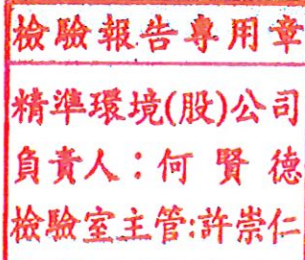 檢驗報告專用章
精準環境(股)公司
負責人：何賢德
檢驗室主管:許崇仁